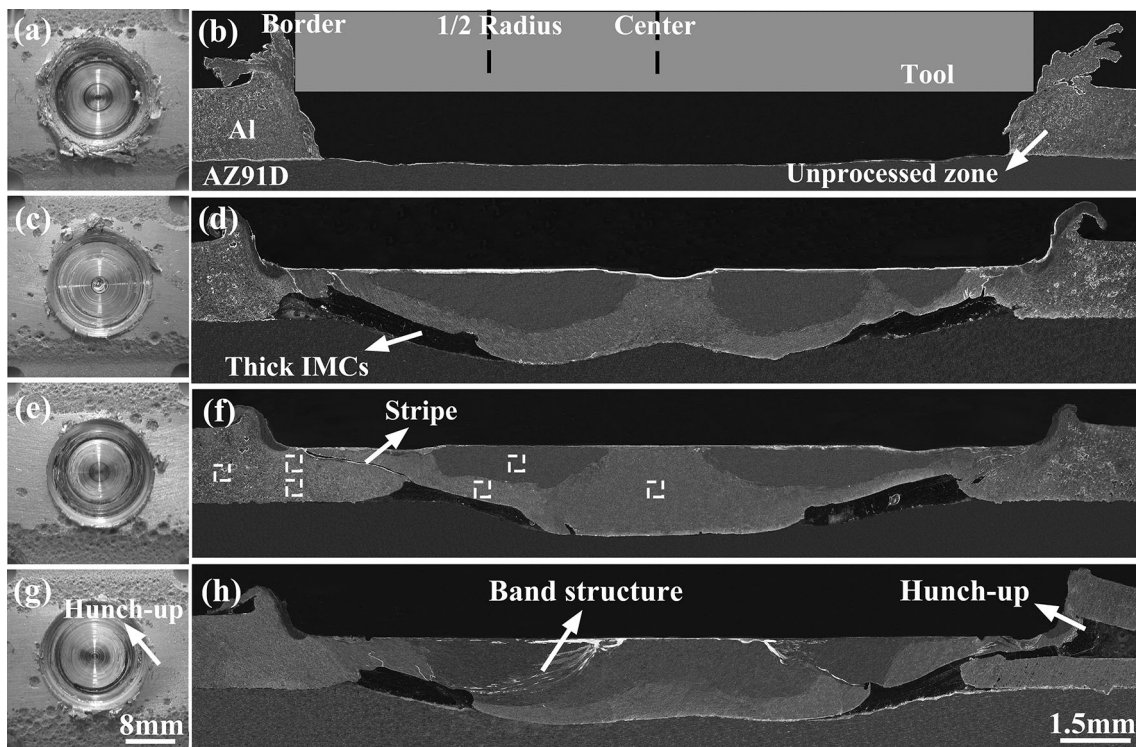 (a)
(b)
Border
1/2 Radius
Center
Tool
Al
AZ91D
Unprocessed zone
(c)
(d)
Thick IMCs
(e)
(f)
Stripe
(g)
Hunch-up
8mm
(h)
Band structure
Hunch-up
1.5mm